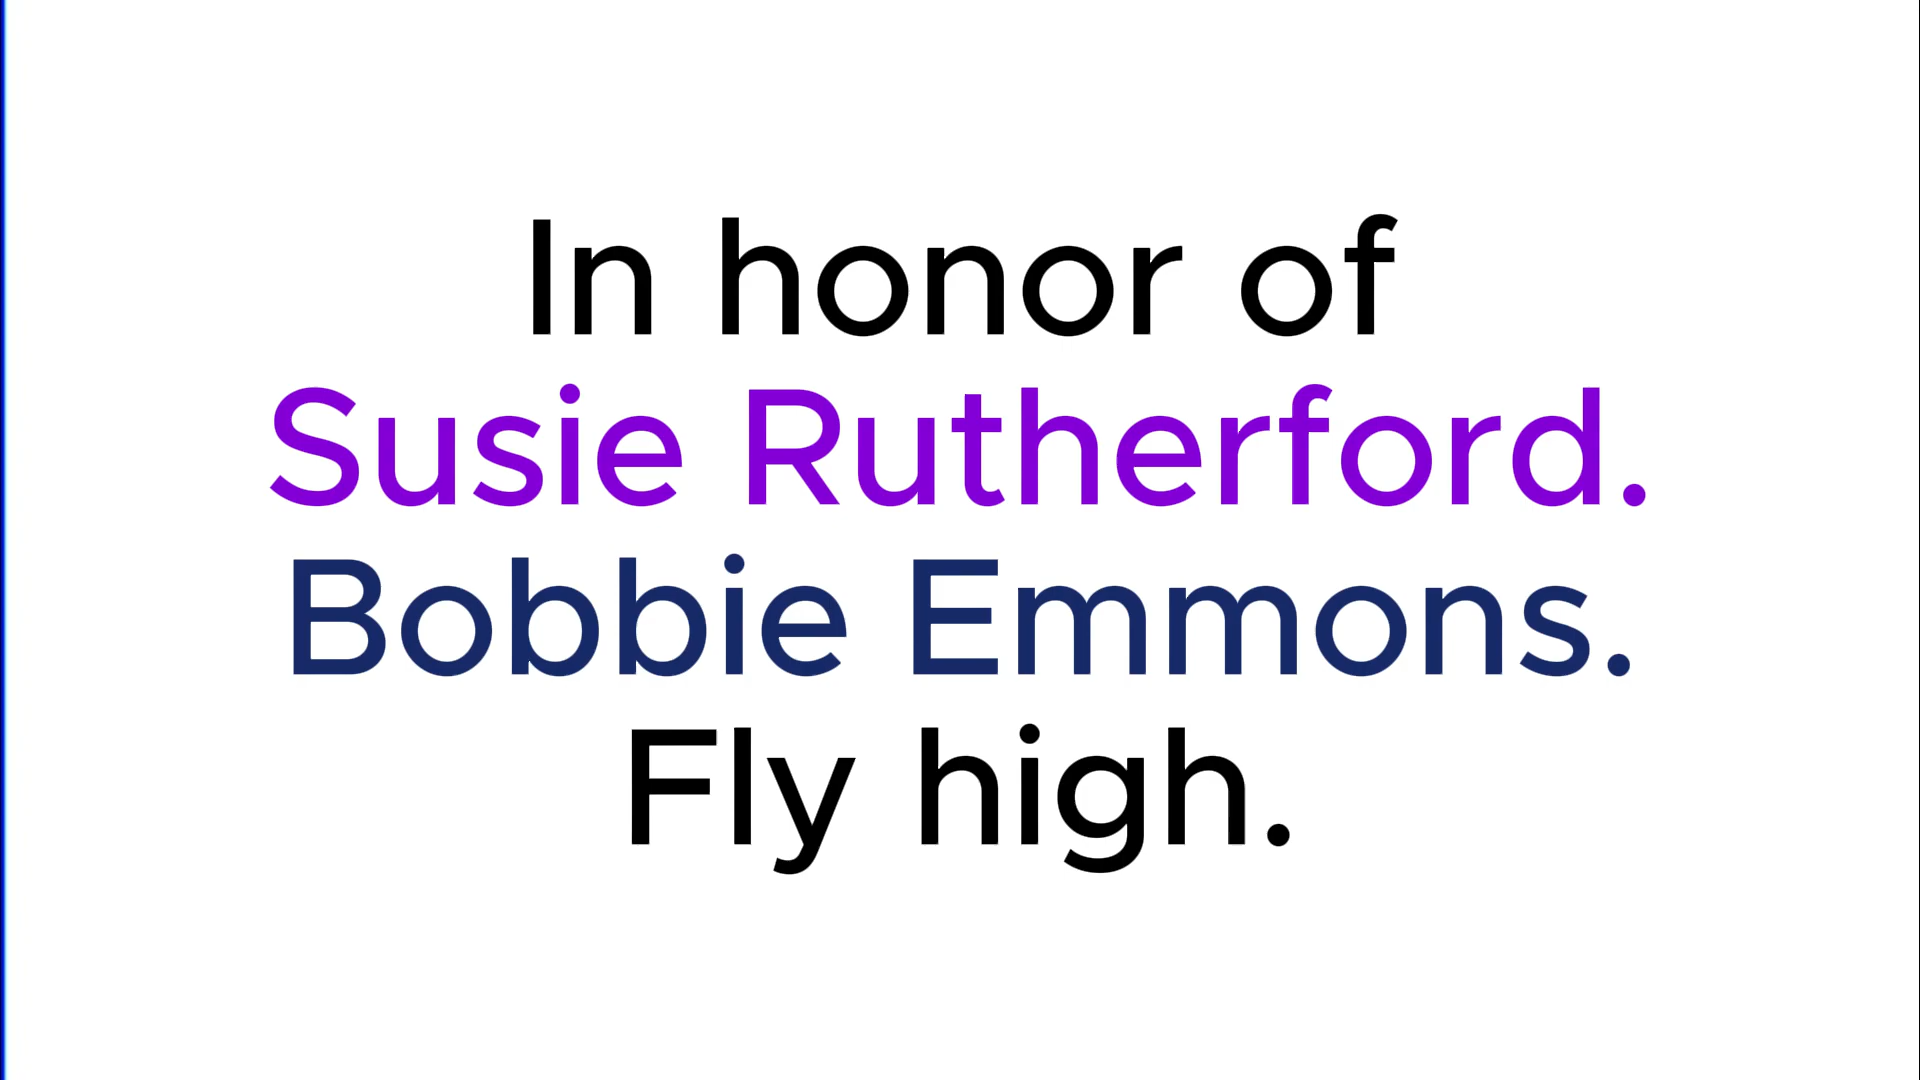 In honor of
Susie Rutherford.
Bobbie Emmons.
Fly high.